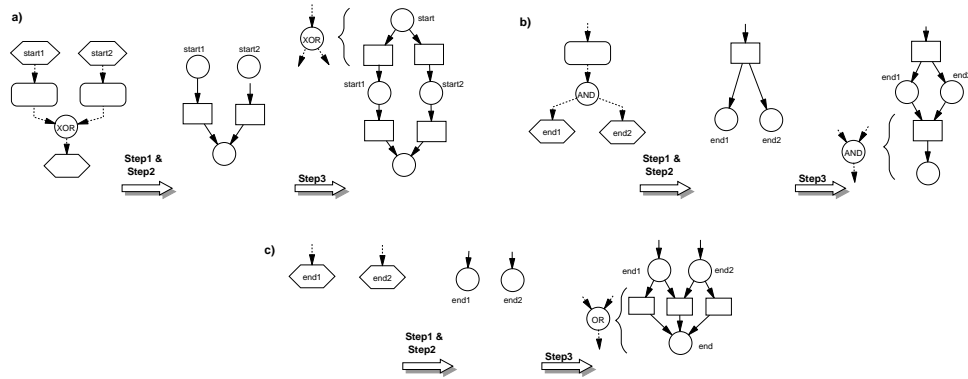 a)
start1
start2
XOR
Step1 &
Step2
start1
start2
XOR
start
start1
start2
Step3
b)
AND
end1
end2
Step1 &
Step2
end1
end2
end1
AND
Step3
c)
end1
end2
Step1 &
Step2
end1
end2
OR
end1
end2
end
Step3